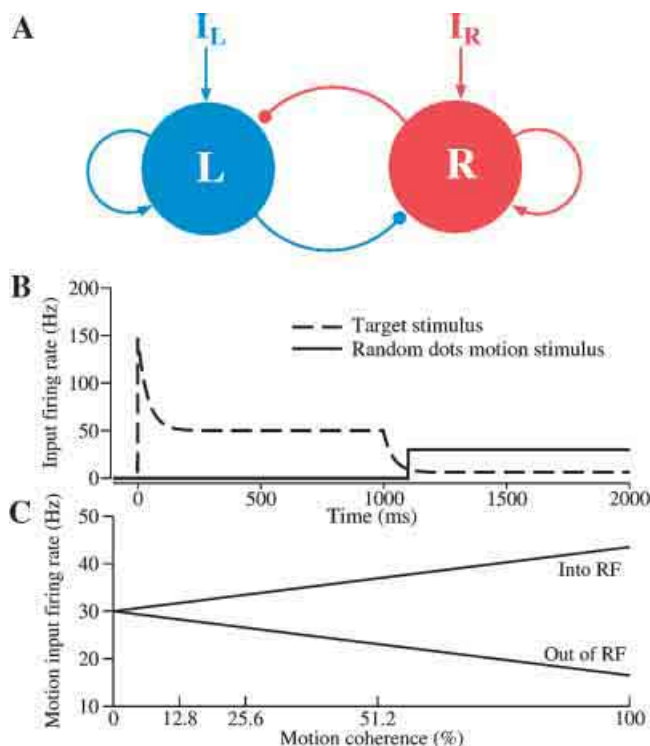 A
I_L I_R
L R
B
Input firing rate (Hz)
200
150
100
50
0
Target stimulus
Random dots motion stimulus
0 500 1000 1500 2000
Time (ms)
C
Motion input firing rate (Hz)
50
40
30
20
10
Into RF
Out of RF
0 12.8 25.6 51.2 100
Motion coherence (%)